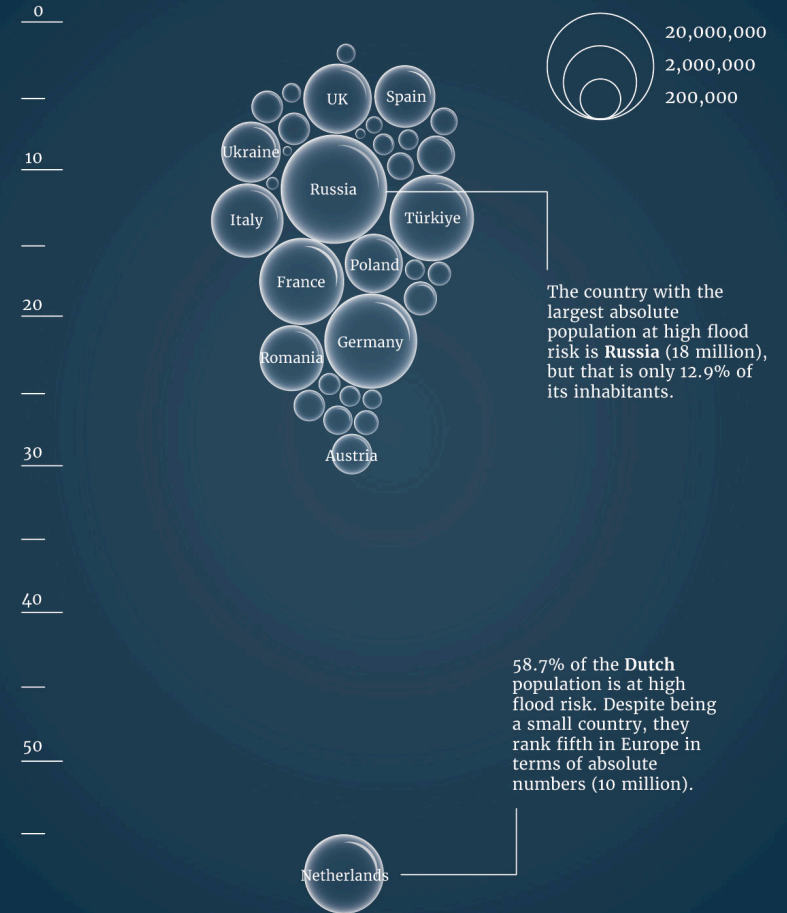 0
20,000,000
2,000,000
200,000
UK
Spain
Ukraine
10
Russia
Italy
Türkiye
Poland
France
The country with the
largest absolute
population at high flood
risk is Russia (18 million),
but that is only 12.9% of
its inhabitants.
20
Germany
Romania
30
Austria
40
58.7% of the Dutch
population is at high
flood risk. Despite being
a small country, they
rank fifth in Europe in
terms of absolute
numbers (10 million).
50
Netherlands